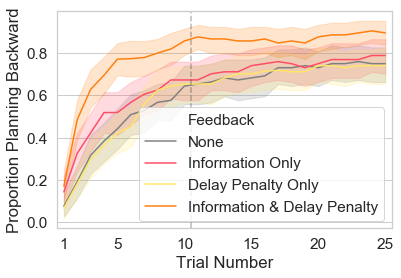 Proportion Planning Backward
0.8
0.6
0.4
0.2
0.0
Feedback
None
Information Only
Delay Penalty Only
Information & Delay Penalty
1 5 10 15 20 25
Trial Number